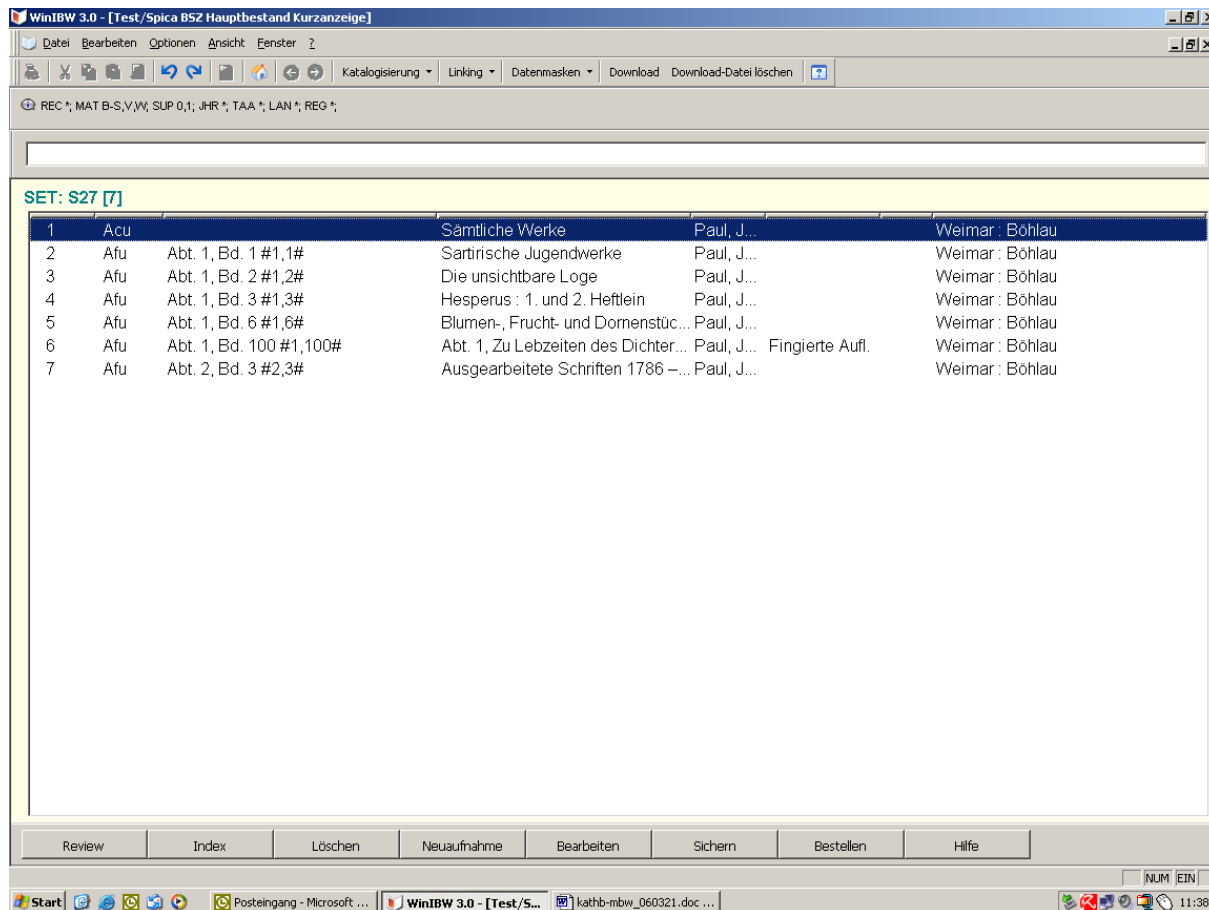 WinIBW 3.0 - [Test/Spica BSZ Hauptbestand Kurzanzeige]
Datei Bearbeiten Optionen Ansicht Fenster ?
Katalogisierung Linking Datenmasken Download Download-Datei löschen ?
REC *; MAT B-S,V,W; SUP 0,1; JHR *; TAA *; LAN *; REG *;
SET: S27 [7]
1 Acu Sämtliche Werke Paul, J... Weimar : Böhlau
2 Afu Abt. 1, Bd. 1 #1,1# Sartirische Jugendwerke Paul, J... Weimar : Böhlau
3 Afu Abt. 1, Bd. 2 #1,2# Die unsichtbare Loge Paul, J... Weimar : Böhlau
4 Afu Abt. 1, Bd. 3 #1,3# Hesperus : 1. und 2. Heftlein Paul, J... Weimar : Böhlau
5 Afu Abt. 1, Bd. 6 #1,6# Blumen-, Frucht- und Dornenstüc... Paul, J... Weimar : Böhlau
6 Afu Abt. 1, Bd. 100 #1,100# Abt. 1, Zu Lebzeiten des Dichter... Paul, J... Fingierte Aufl. Weimar : Böhlau
7 Afu Abt. 2, Bd. 3 #2,3# Ausgearbeitete Schriften 1786 –... Paul, J... Weimar : Böhlau
Review Index Löschen Neuaufnahme Bearbeiten Sichern Bestellen Hilfe
NUM EIN
Start Posteingang - Microsoft ... WinIBW 3.0 - [Test/S... kathb-mbw_060321.doc ... 11:38